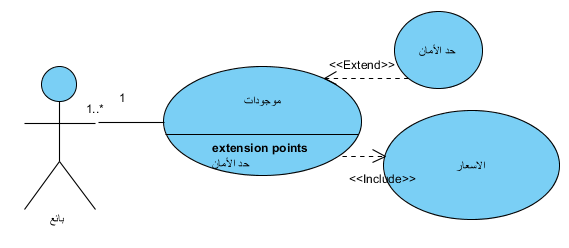 حد الأمان
<<Extend>>
موجودات
1
1..*
extension points
حد الأمان
الاسعار
<<Include>>
بائع